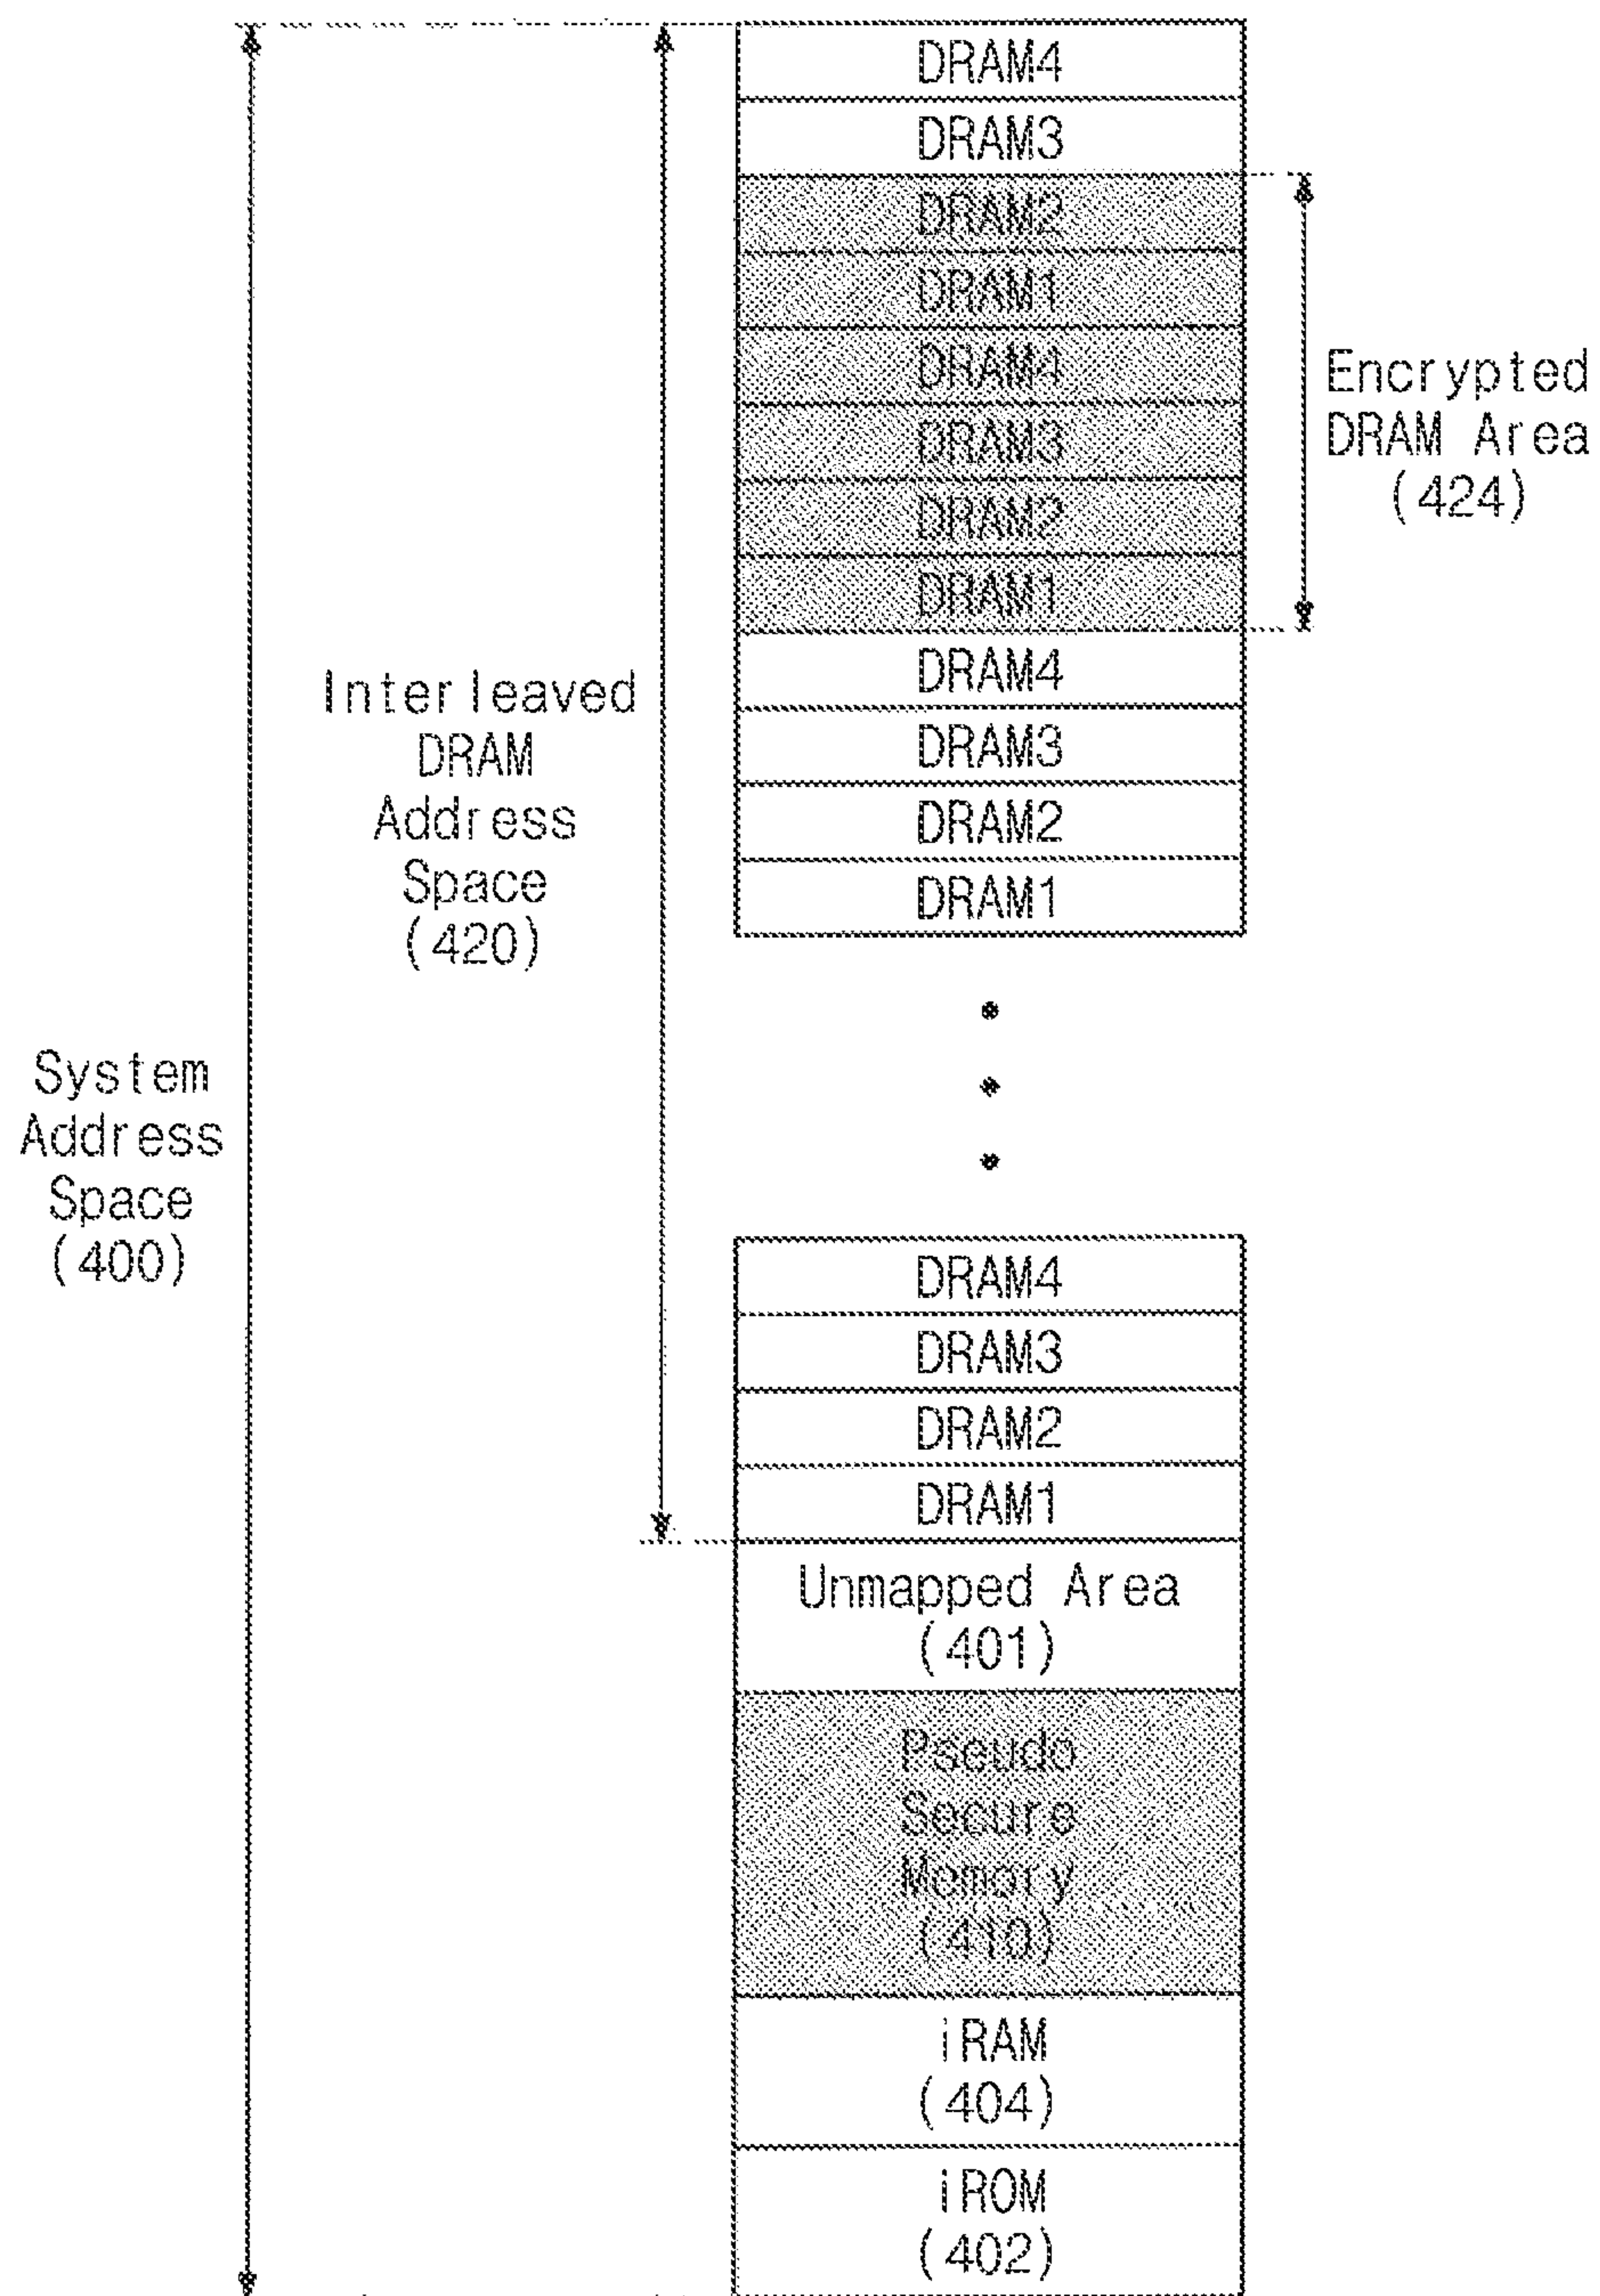 DRAM4
DRAM3
DRAM2
DRAM1
DRAM4
DRAM3
DRAM2
DRAM1
DRAM4
DRAM3
DRAM2
DRAM1
Encrypted
DRAM Area
(424)
Interleaved
DRAM
Address
Space
(420)
System
Address
Space
(400)
DRAM4
DRAM3
DRAM2
DRAM1
Unmapped Area
(401)
Pseudo
Secure
Memory
(410)
iRAM
(404)
iROM
(402)